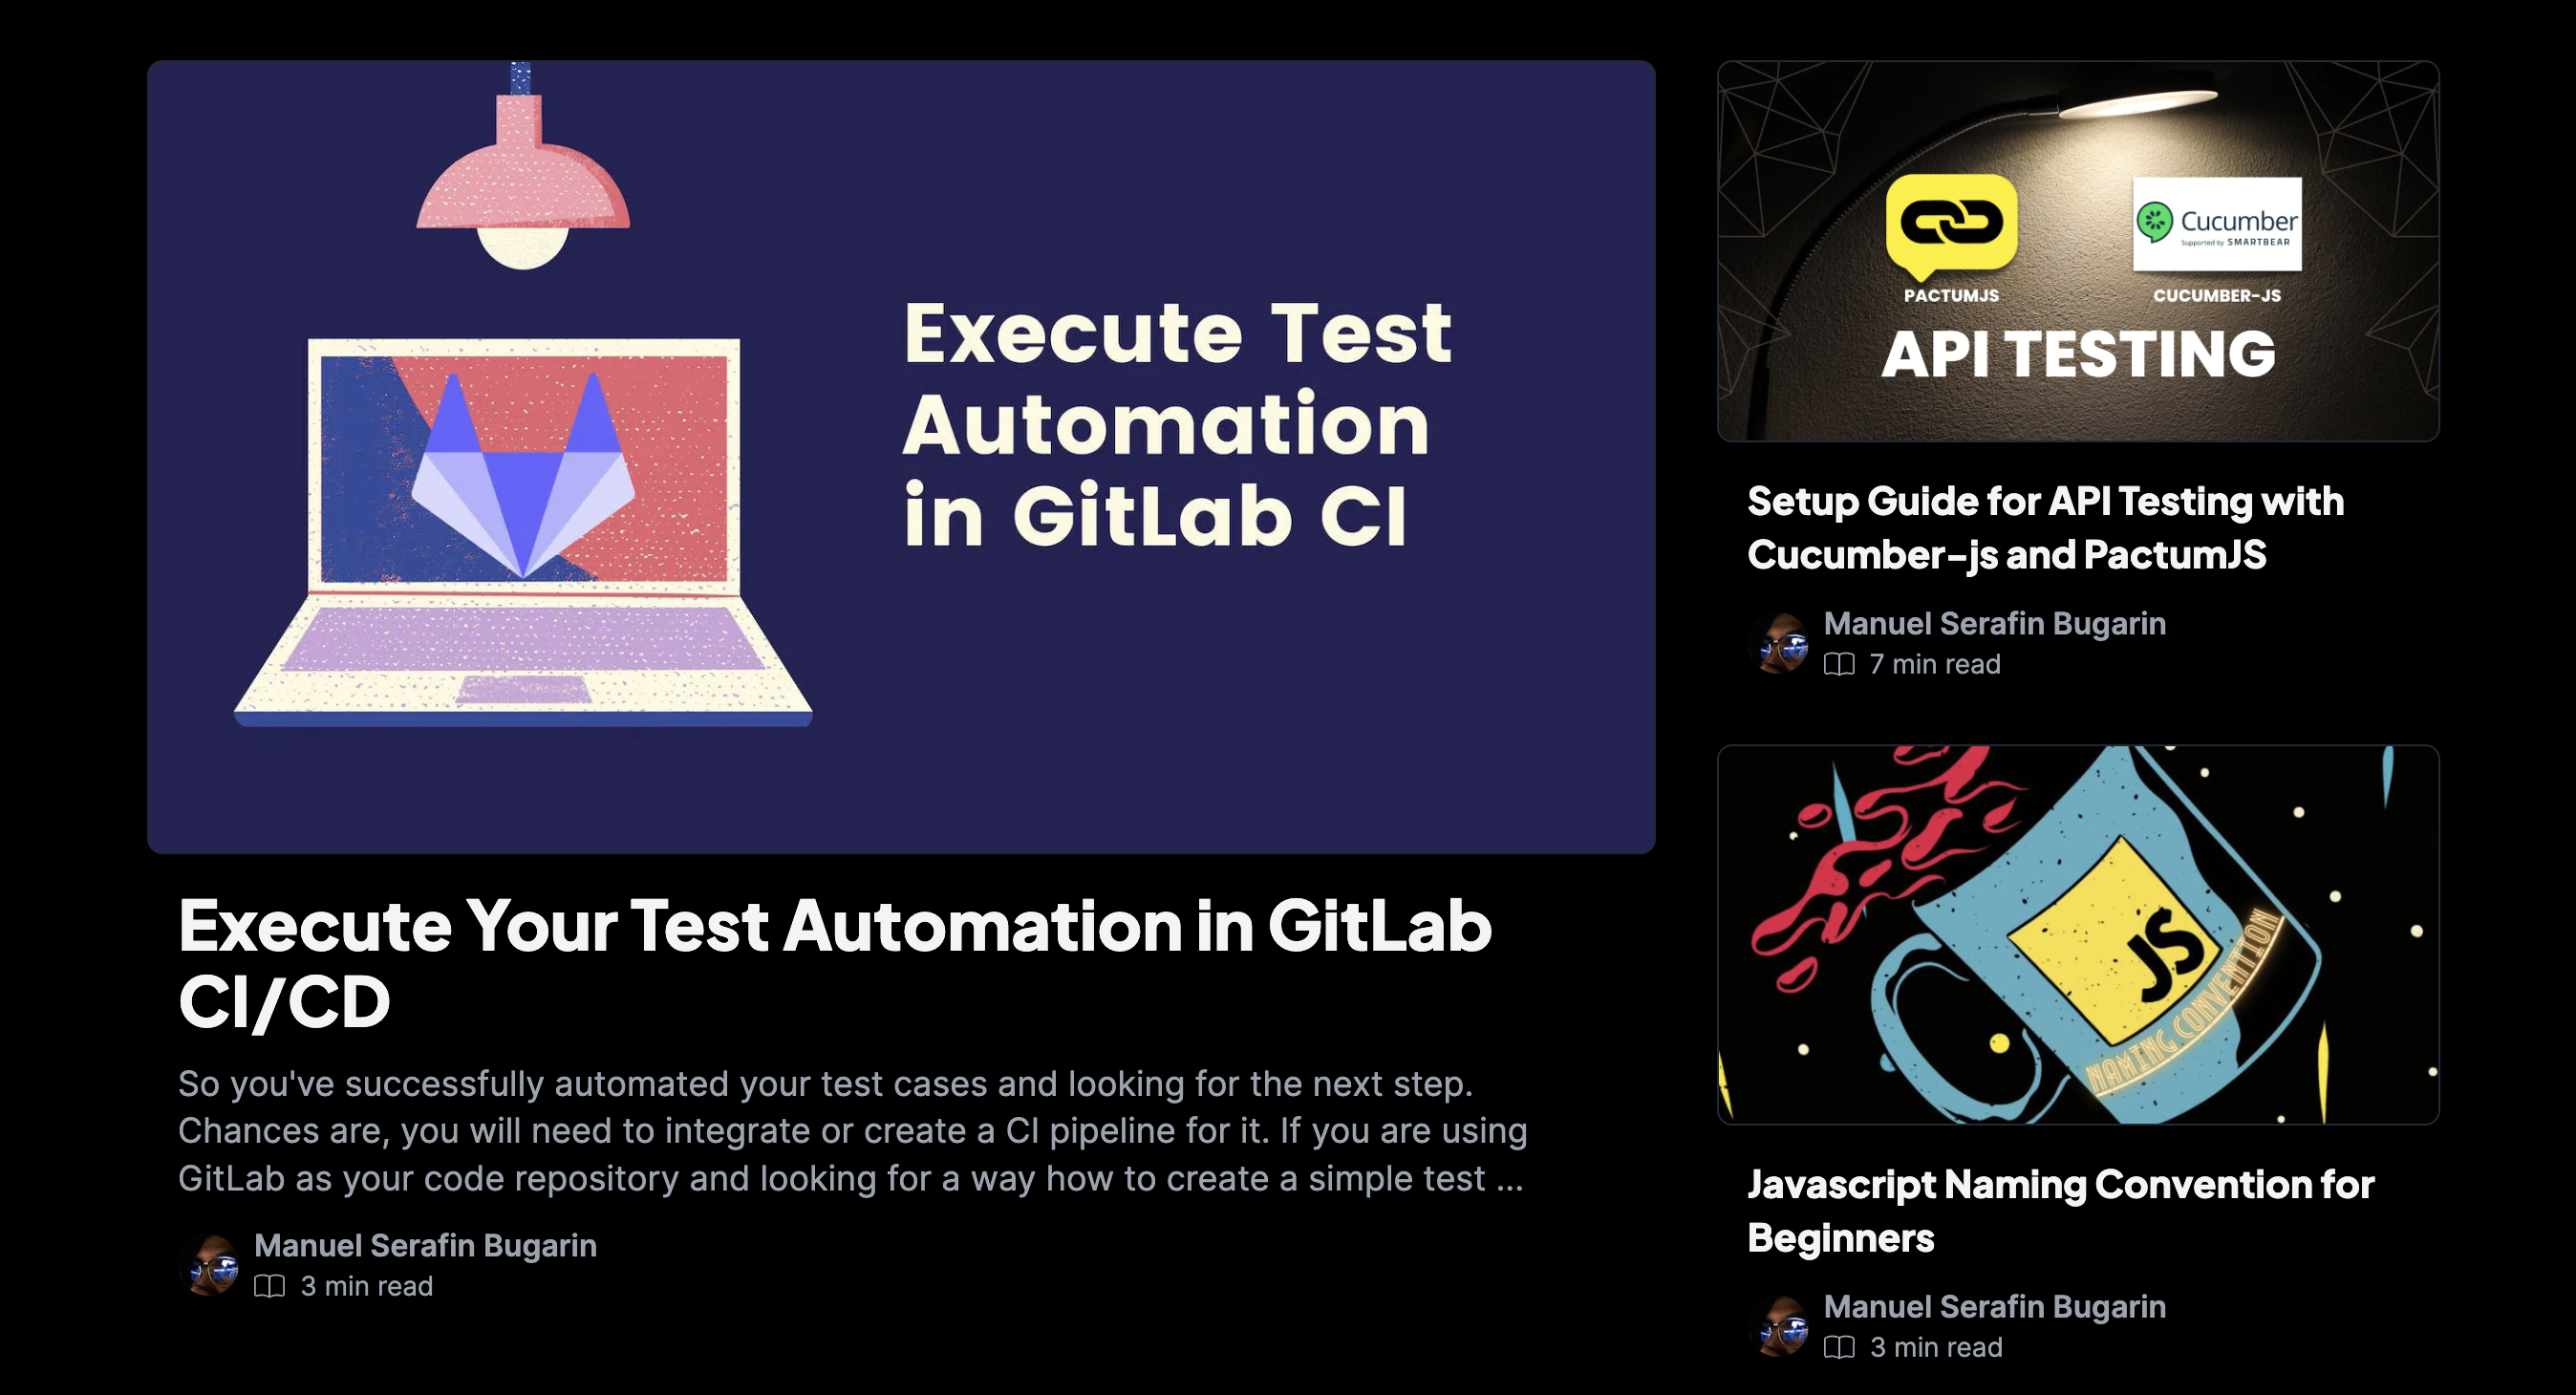 Execute Test
Automation
in GitLab CI
Execute Your Test Automation in GitLab
CI/CD
So you've successfully automated your test cases and looking for the next step.
Chances are, you will need to integrate or create a CI pipeline for it. If you are using
GitLab as your code repository and looking for a way how to create a simple test ...
Manuel Serafin Bugarin
3 min read
Cucumber
Supported by SMARTBEAR
PACTUMJS
CUCUMBER-JS
API TESTING
Setup Guide for API Testing with
Cucumber-js and PactumJS
Manuel Serafin Bugarin
7 min read
JS
NAMING CONVENTION
Javascript Naming Convention for
Beginners
Manuel Serafin Bugarin
3 min read